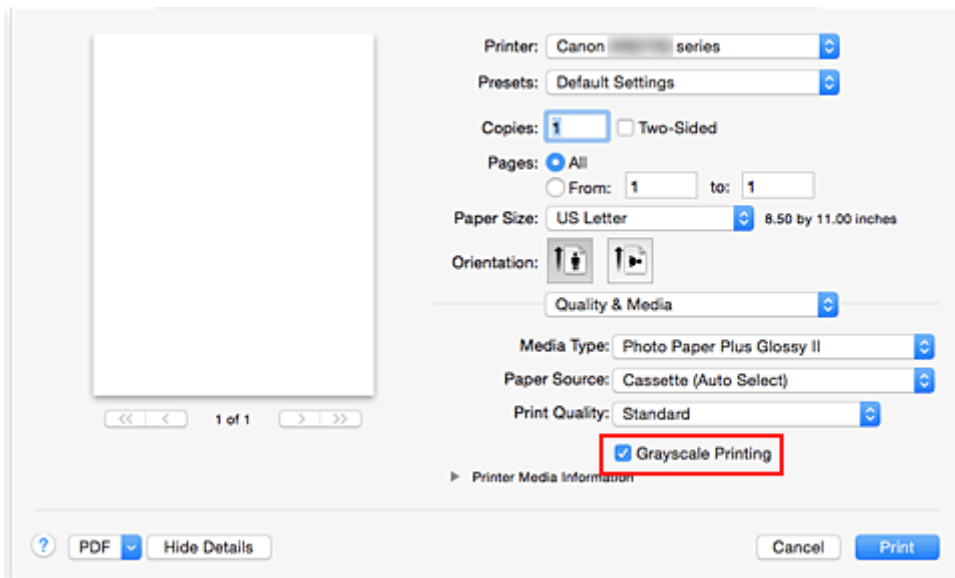 Printer: Canon series
Presets: Default Settings
Copies: 1 Two-Sided
Pages: All
From: 1 to: 1
Paper Size: US Letter 8.50 by 11.00 inches
Orientation:
Quality & Media
Media Type: Photo Paper Plus Glossy II
Paper Source: Cassette (Auto Select)
<< < 1 of 1 > >>
Print Quality: Standard
Grayscale Printing
Printer Media Information
? PDF Hide Details Cancel Print